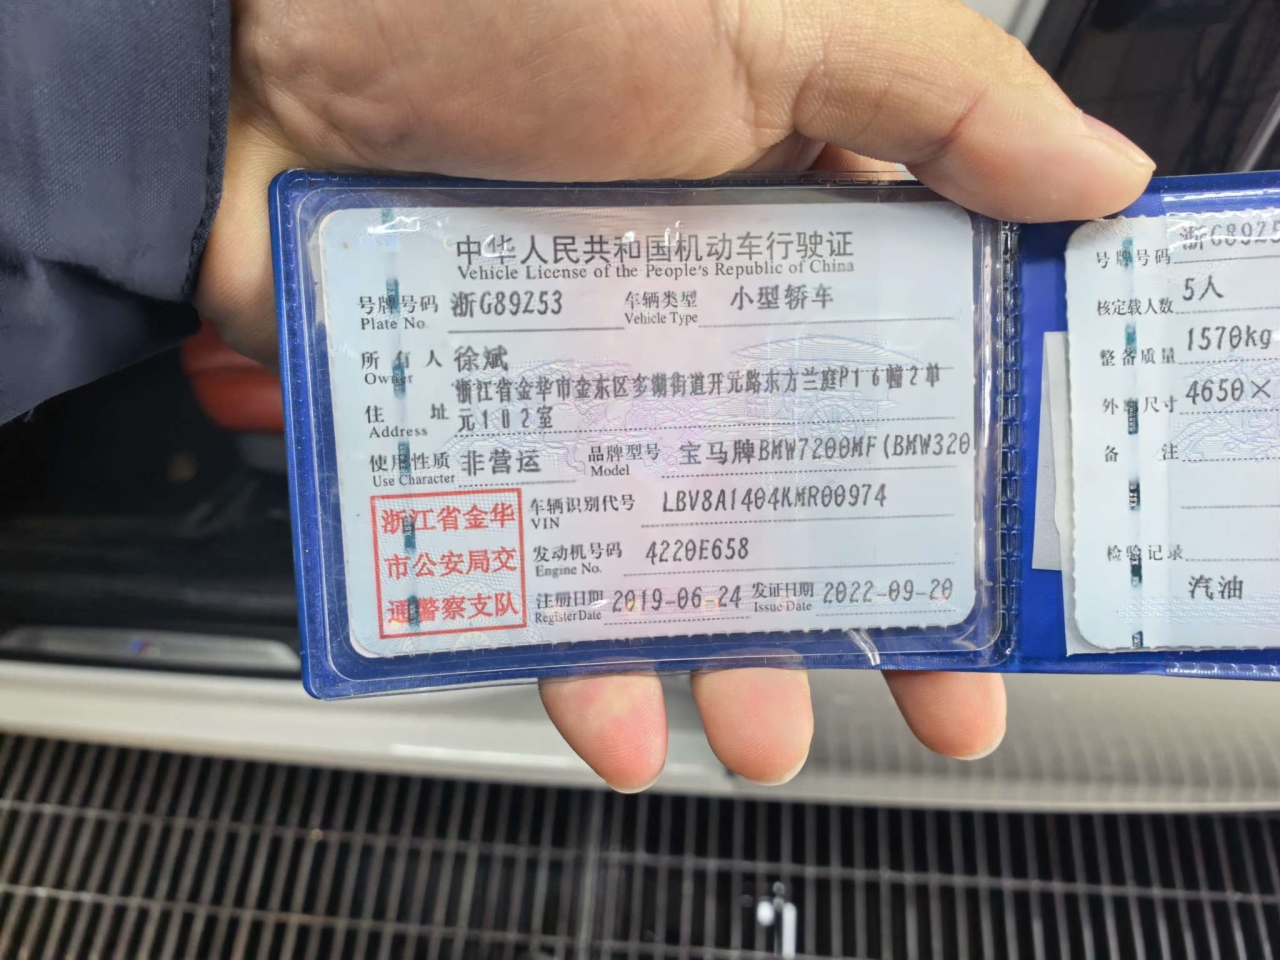 中华人民共和国机动车行驶证
Vehicle License of the People's Republic of China
号牌号码 浙G89Z53 车辆类型 小型轿车
Plate No. Vehicle Type
所有人 徐斌
Owner
浙江省金华市金东区多湖街道开元路东方兰庭P16幢2单
住址 元102室
Address
使用性质 非营运 品牌型号 宝马牌BMW7200MF(BMW320
Use Character Model
浙江省金华
市公安局交
通警察支队
车辆识别代号 LBV8A1404KMR00974
VIN
发动机号码 4220E658
Engine No.
注册日期 2019-06-24 发证日期 2022-09-20
Register Date Issue Date
号牌号码 浙G89Z5
核定载人数 5人
整备质量 1570kg
外廓尺寸 4650×
备注
检验记录
汽油